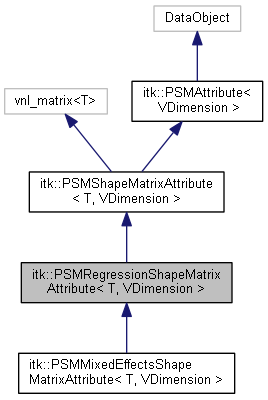 DataObject
vnl_matrix<T>
itk::PSMAttribute<
VDimension >
itk::PSMShapeMatrixAttribute
< T, VDimension >
itk::PSMRegressionShapeMatrix
Attribute< T, VDimension >
itk::PSMMixedEffectsShape
MatrixAttribute< T, VDimension >